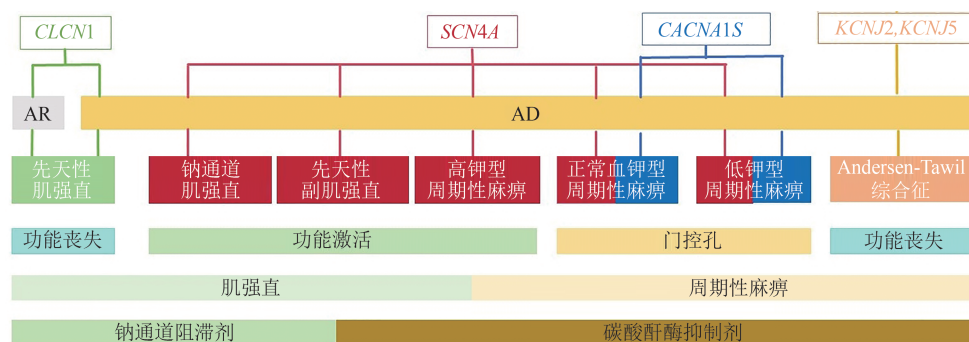 CLCN1
SCN4A
CACNA1S
KCNJ2,KCNJ5
AR
AD
先天性
肌强直
钠通道
肌强直
先天性
副肌强直
高钾型
周期性麻痹
正常血钾型
周期性麻痹
低钾型
周期性麻痹
Andersen-Tawil
综合征
功能丧失
功能激活
门控孔
功能丧失
肌强直
周期性麻痹
钠通道阻滞剂
碳酸酐酶抑制剂